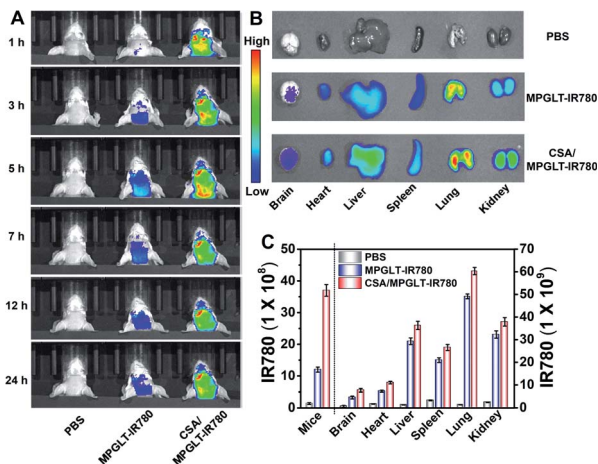 A
1 h
3 h
5 h
7 h
12 h
24 h
PBS
MPGLT-IR780
CSA/
MPGLT-IR780
High
Low
B
PBS
MPGLT-IR780
CSA/
MPGLT-IR780
Brain
Heart
Liver
Spleen
Lung
Kidney
C
PBS
MPGLT-IR780
CSA/MPGLT-IR780
IR780 (1 X 10⁸)
50
40
30
20
10
0
IR780 (1 X 10⁹)
70
60
50
40
30
20
10
0
Mice
Brain
Heart
Liver
Spleen
Lung
Kidney